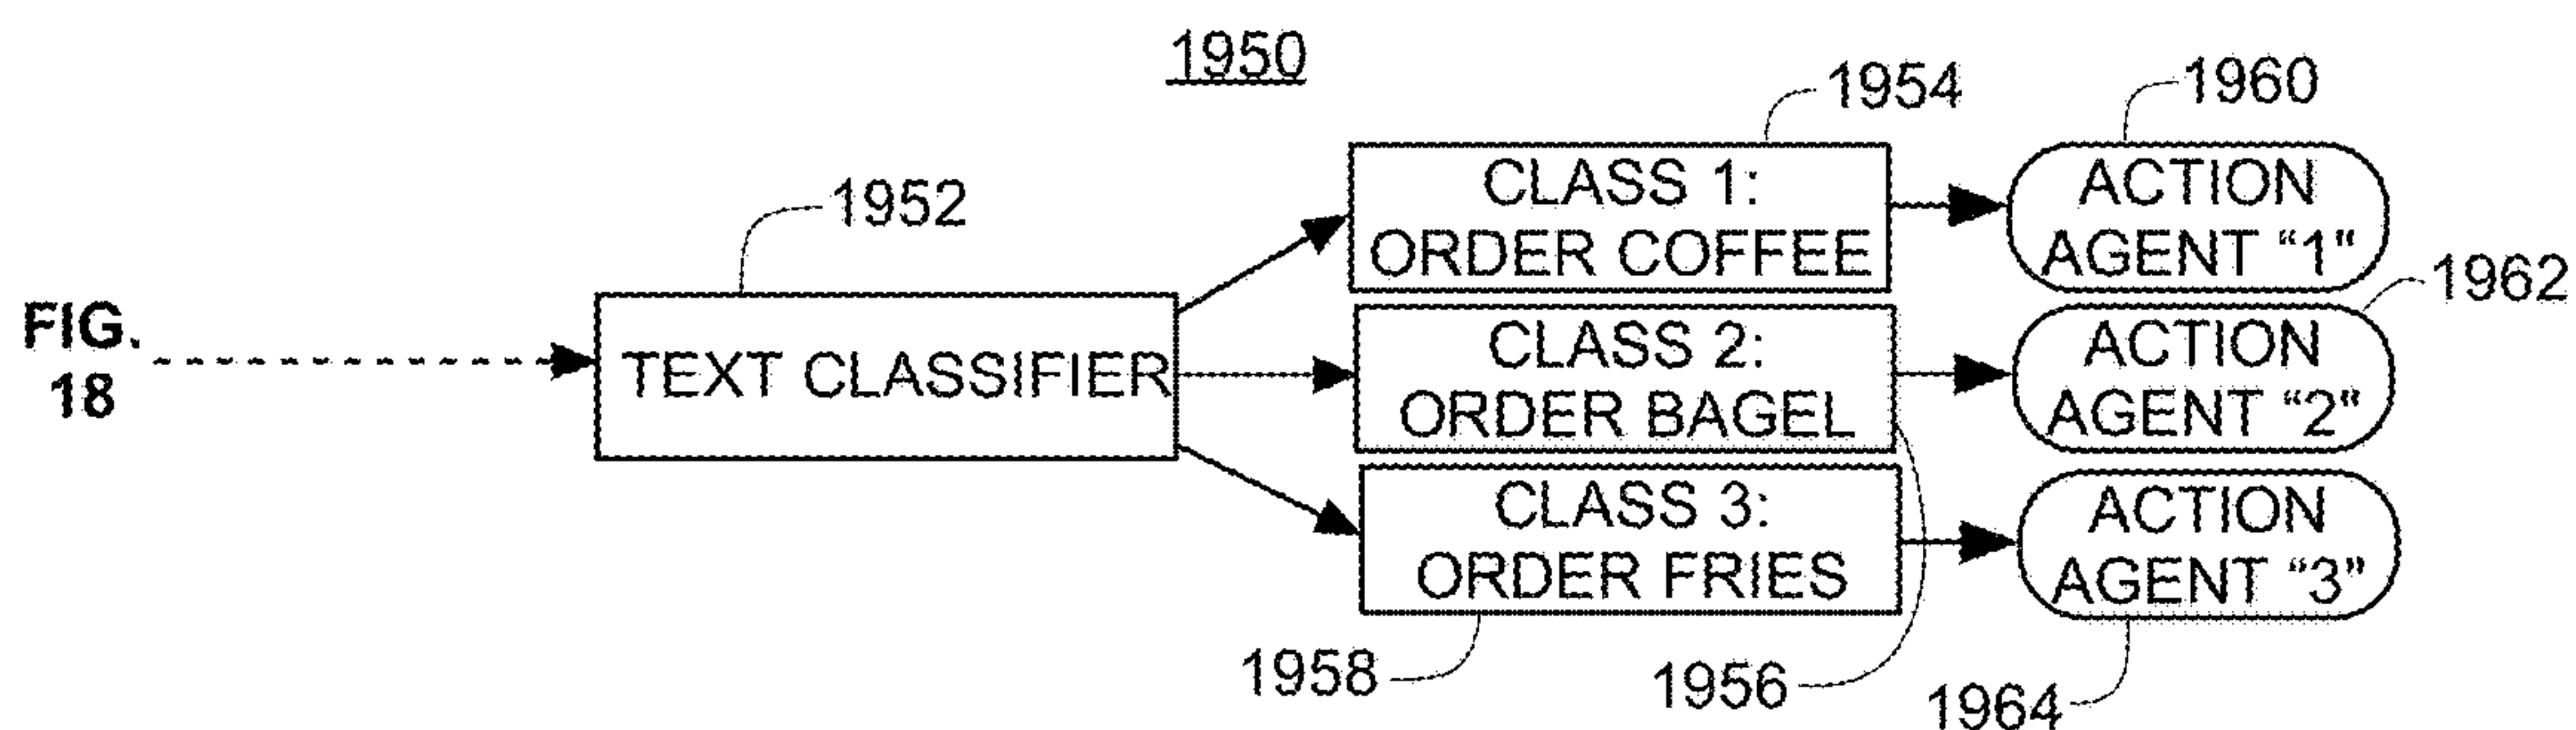 1950
1954
1960
1952
CLASS 1:
ORDER COFFEE
ACTION
AGENT “1"
1962
FIG.
18
TEXT CLASSIFIER
CLASS 2:
ORDER BAGEL
ACTION
AGENT “2"
CLASS 3:
ORDER FRIES
ACTION
AGENT “3”
1958
1956
1964